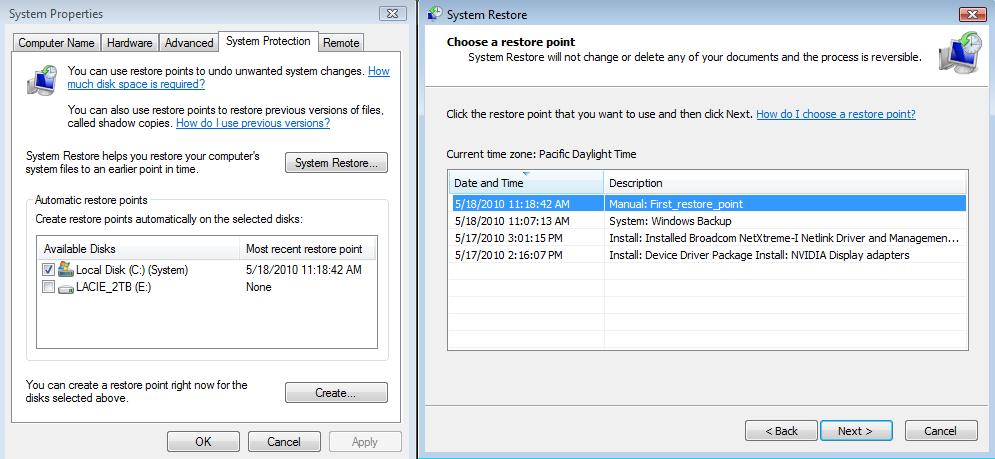 System Properties
Computer Name
Hardware
Advanced
System Protection
Remote
You can use restore points to undo unwanted system changes. How
much disk space is required?
You can also use restore points to restore previous versions of files,
called shadow copies. How do I use previous versions?
System Restore helps you restore your computer's
system files to an earlier point in time.
System Restore...
Automatic restore points
Create restore points automatically on the selected disks:
Available Disks Most recent restore point
Local Disk (C:) (System) 5/18/2010 11:18:42 AM
LACIE_2TB (E:) None
You can create a restore point right now for the
disks selected above.
Create...
OK
Cancel
Apply
System Restore
Choose a restore point
System Restore will not change or delete any of your documents and the process is reversible.
Click the restore point that you want to use and then click Next. How do I choose a restore point?
Current time zone: Pacific Daylight Time
Date and Time Description
5/18/2010 11:18:42 AM Manual: First_restore_point
5/18/2010 11:07:13 AM System: Windows Backup
5/17/2010 3:01:15 PM Install: Installed Broadcom NetXtreme-I Netlink Driver and Managemen...
5/17/2010 2:16:07 PM Install: Device Driver Package Install: NVIDIA Display adapters
< Back
Next >
Cancel